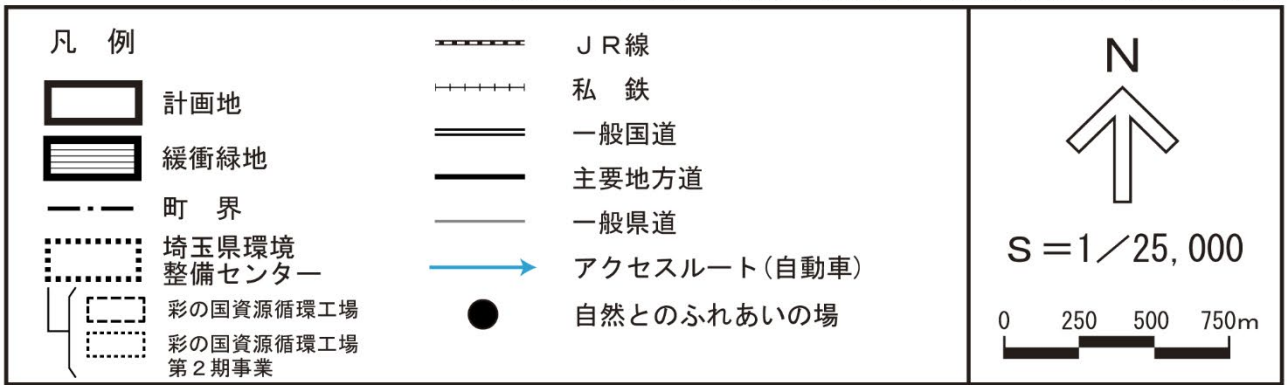 凡 例
計画地
緩衝緑地
町 界
埼玉県環境
整備センター
彩の国資源循環工場
彩の国資源循環工場
第２期事業
ＪＲ線
私 鉄
一般国道
主要地方道
一般県道
アクセスルート(自動車)
自然とのふれあいの場
N
S＝1／25,000
0 250 500 750m